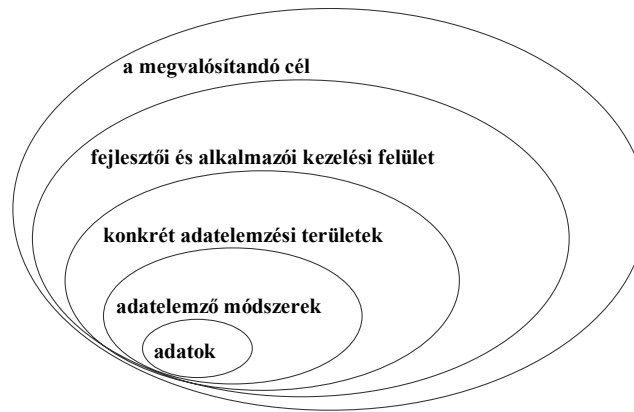 a megvalósítandó cél
fejlesztői és alkalmazói kezelési felület
konkrét adatelemzési területek
adatelemző módszerek
adatok